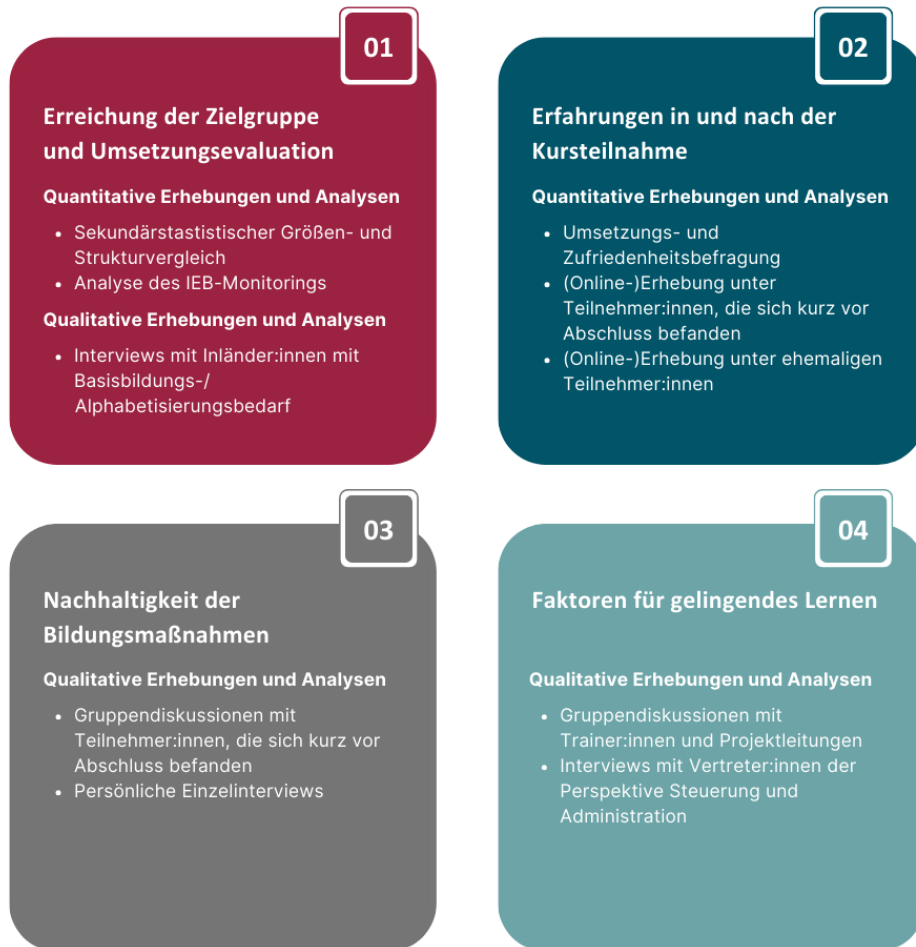 01
Erreichung der Zielgruppe
und Umsetzungsevaluation
Quantitative Erhebungen und Analysen
• Sekundärstastistischer Größen- und
Strukturvergleich
• Analyse des IEB-Monitorings
Qualitative Erhebungen und Analysen
• Interviews mit Inländer:innen mit
Basisbildungs-/
Alphabetisierungsbedarf
02
Erfahrungen in und nach der
Kursteilnahme
Quantitative Erhebungen und Analysen
• Umsetzungs- und
Zufriedenheitsbefragung
• (Online-)Erhebung unter
Teilnehmer:innen, die sich kurz vor
Abschluss befanden
• (Online-)Erhebung unter ehemaligen
Teilnehmer:innen
03
Nachhaltigkeit der
Bildungsmaßnahmen
Qualitative Erhebungen und Analysen
• Gruppendiskussionen mit
Teilnehmer:innen, die sich kurz vor
Abschluss befanden
• Persönliche Einzelinterviews
04
Faktoren für gelingendes Lernen
Qualitative Erhebungen und Analysen
• Gruppendiskussionen mit
Trainer:innen und Projektleitungen
• Interviews mit Vertreter:innen der
Perspektive Steuerung und
Administration